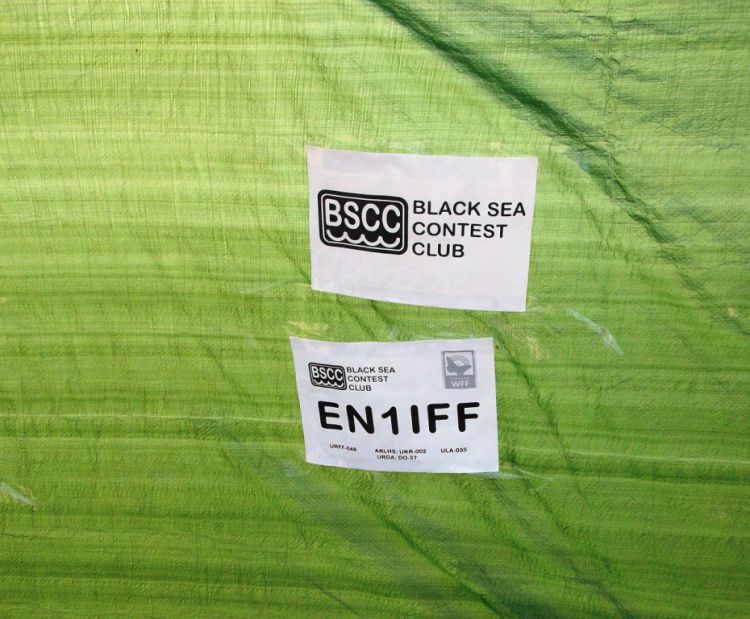 BSCC
BLACK SEA
CONTEST
CLUB
BSCC
BLACK SEA
CONTEST
CLUB
WFF
EN1IFF
URFF-048 ARLHS: UKR-002 ULA-035
URDA: DO-37